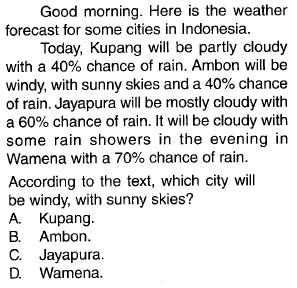 Good morning. Here is the weather
forecast for some cities in Indonesia.
Today, Kupang will be partly cloudy
with a 40% chance of rain. Ambon will be
windy, with sunny skies and a 40% chance
of rain. Jayapura will be mostly cloudy with
a 60% chance of rain. It will be cloudy with
some rain showers in the evening in
Wamena with a 70% chance of rain.
According to the text, which city will
be windy, with sunny skies?
A. Kupang.
B. Ambon.
C. Jayapura.
D. Wamena.